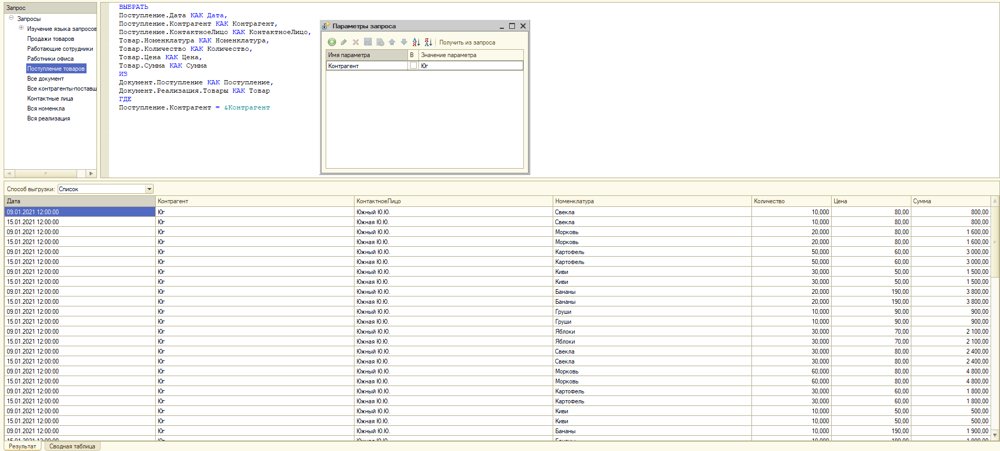 Запрос
Запросы
Изучение языка запросов
Продажи товаров
Работающие сотрудники
Работники офиса
Поступление товаров
Все документ
Все контрагенты-поставщ
Контактные лица
Вся номенкла
Вся реализация
ВЫБРАТЬ
Поступление.Дата КАК Дата,
Поступление.Контрагент КАК Контрагент,
Поступление.КонтактноеЛицо КАК КонтактноеЛицо,
Товар.Номенклатура КАК Номенклатура,
Товар.Количество КАК Количество,
Товар.Цена КАК Цена,
Товар.Сумма КАК Сумма
ИЗ
Документ.Поступление КАК Поступление,
Документ.Реализация.Товары КАК Товар
ГДЕ
Поступление.Контрагент = &Контрагент
Параметры запроса
Получить из запроса
Имя параметра В Значение параметра
Контрагент Юг
Способ выгрузки: Список
Дата Контрагент КонтактноеЛицо Номенклатура Количество Цена Сумма
09.01.2021 12:00:00 Юг Южный Ю.Ю. Свекла 10,000 80,00 800,00
15.01.2021 12:00:00 Юг Южная Ю.Ю. Свекла 10,000 80,00 800,00
09.01.2021 12:00:00 Юг Южный Ю.Ю. Морковь 20,000 80,00 1 600,00
15.01.2021 12:00:00 Юг Южная Ю.Ю. Морковь 20,000 80,00 1 600,00
09.01.2021 12:00:00 Юг Южный Ю.Ю. Картофель 50,000 60,00 3 000,00
15.01.2021 12:00:00 Юг Южная Ю.Ю. Картофель 50,000 60,00 3 000,00
09.01.2021 12:00:00 Юг Южный Ю.Ю. Киви 30,000 50,00 1 500,00
15.01.2021 12:00:00 Юг Южная Ю.Ю. Киви 30,000 50,00 1 500,00
09.01.2021 12:00:00 Юг Южный Ю.Ю. Бананы 20,000 190,00 3 800,00
15.01.2021 12:00:00 Юг Южная Ю.Ю. Бананы 20,000 190,00 3 800,00
09.01.2021 12:00:00 Юг Южный Ю.Ю. Груши 10,000 90,00 900,00
15.01.2021 12:00:00 Юг Южная Ю.Ю. Груши 10,000 90,00 900,00
09.01.2021 12:00:00 Юг Южный Ю.Ю. Яблоки 30,000 70,00 2 100,00
15.01.2021 12:00:00 Юг Южная Ю.Ю. Яблоки 30,000 70,00 2 100,00
09.01.2021 12:00:00 Юг Южный Ю.Ю. Свекла 30,000 80,00 2 400,00
15.01.2021 12:00:00 Юг Южная Ю.Ю. Свекла 30,000 80,00 2 400,00
09.01.2021 12:00:00 Юг Южный Ю.Ю. Морковь 60,000 80,00 4 800,00
15.01.2021 12:00:00 Юг Южная Ю.Ю. Морковь 60,000 80,00 4 800,00
09.01.2021 12:00:00 Юг Южный Ю.Ю. Картофель 30,000 60,00 1 800,00
15.01.2021 12:00:00 Юг Южная Ю.Ю. Картофель 30,000 60,00 1 800,00
09.01.2021 12:00:00 Юг Южный Ю.Ю. Киви 10,000 50,00 500,00
15.01.2021 12:00:00 Юг Южная Ю.Ю. Киви 10,000 50,00 500,00
09.01.2021 12:00:00 Юг Южный Ю.Ю. Бананы 10,000 190,00 1 900,00
Результат Сводная таблица